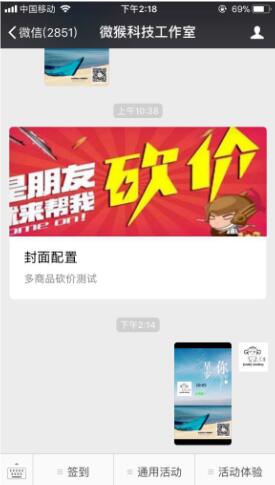 中国移动 下午2:18 69%
微信(2851) 微猴科技工作室
上午10:38
是朋友
就来帮我
COME ON!
砍价
封面配置
多商品砍价测试
下午2:14
签到 通用活动 活动体验